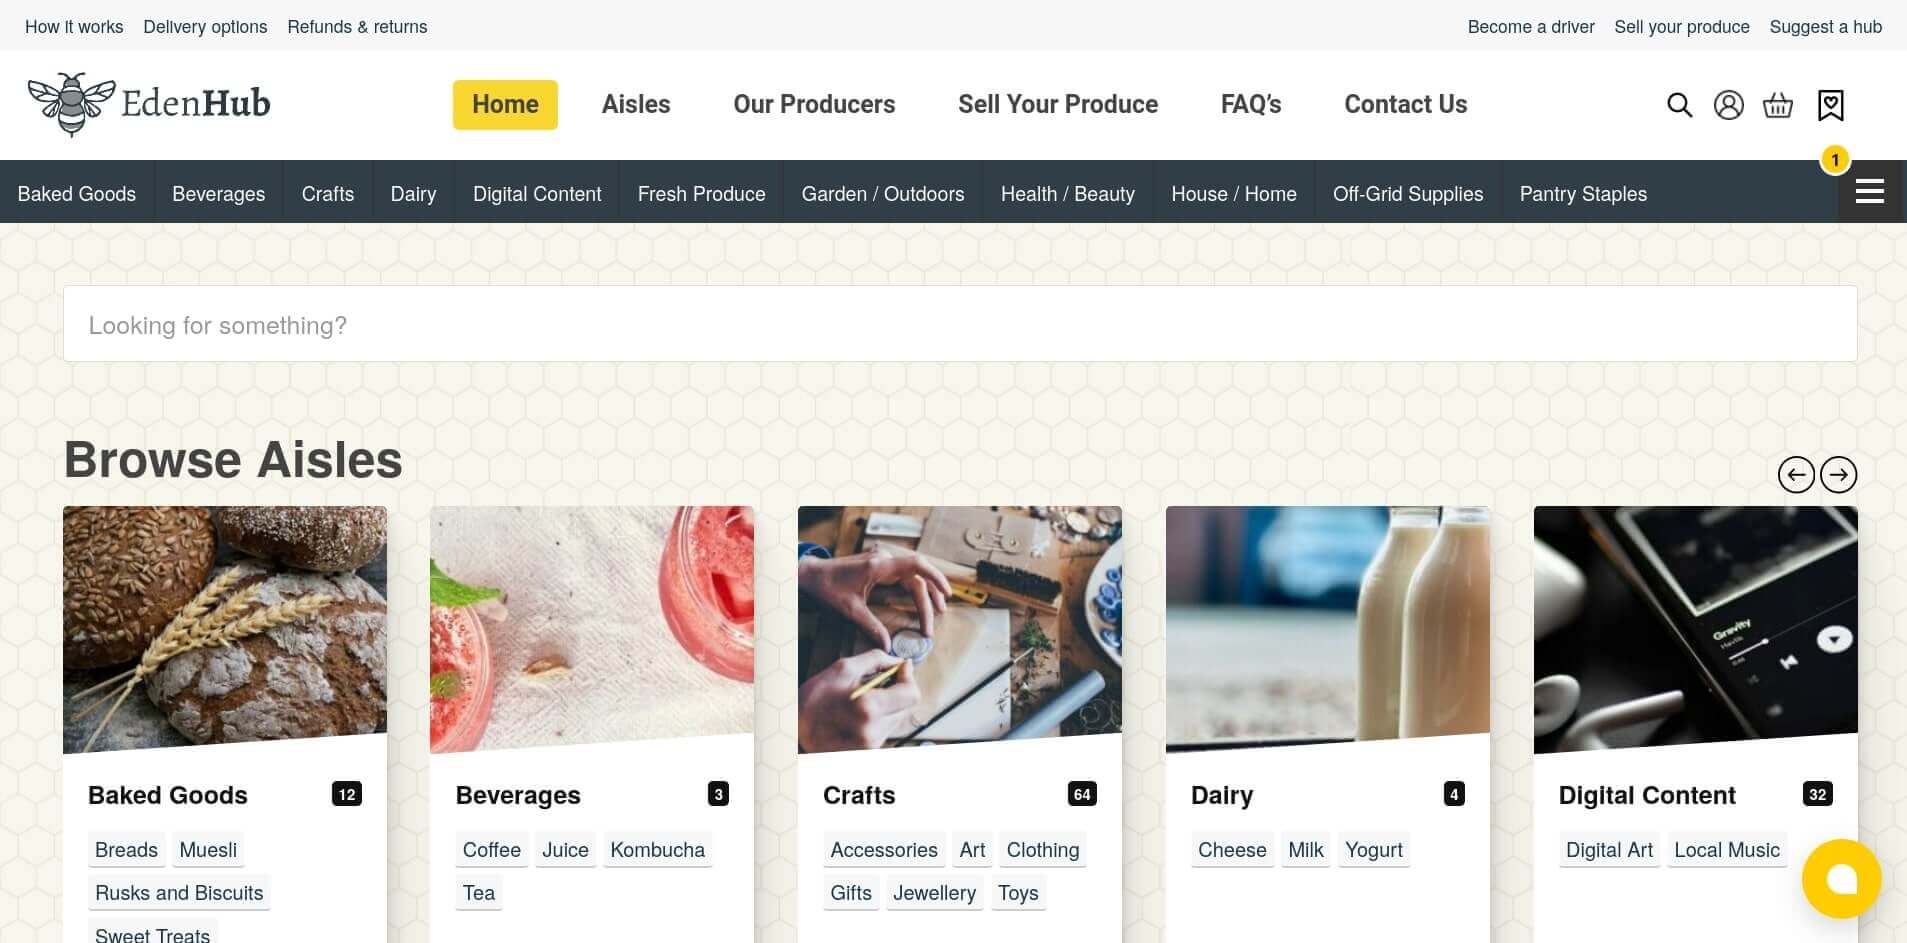 How it works Delivery options Refunds & returns Become a driver Sell your produce Suggest a hub
EdenHub Home Aisles Our Producers Sell Your Produce FAQ’s Contact Us
1
Baked Goods Beverages Crafts Dairy Digital Content Fresh Produce Garden / Outdoors Health / Beauty House / Home Off-Grid Supplies Pantry Staples
Looking for something?
Browse Aisles
Gravity
Baked Goods 12
Breads Muesli
Rusks and Biscuits
Sweet Treats
Beverages 3
Coffee Juice Kombucha
Tea
Crafts 64
Accessories Art Clothing
Gifts Jewellery Toys
Dairy 4
Cheese Milk Yogurt
Digital Content 32
Digital Art Local Music